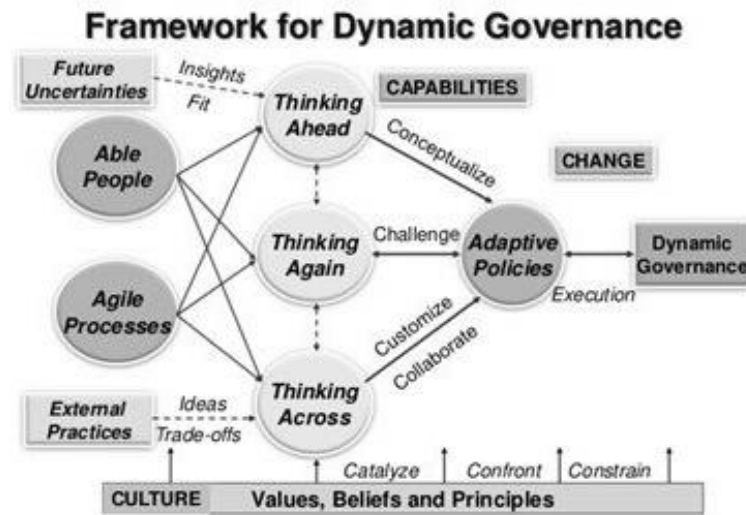 Framework for Dynamic Governance
Future
Uncertainties
Insights
Fit
Thinking
Ahead
CAPABILITIES
Able
People
Conceptualize
CHANGE
Thinking
Again
Challenge
Adaptive
Policies
Dynamic
Governance
Execution
Agile
Processes
Customize
Collaborate
External
Practices
Ideas
Trade-offs
Thinking
Across
Catalyze
Confront
Constrain
CULTURE
Values, Beliefs and Principles